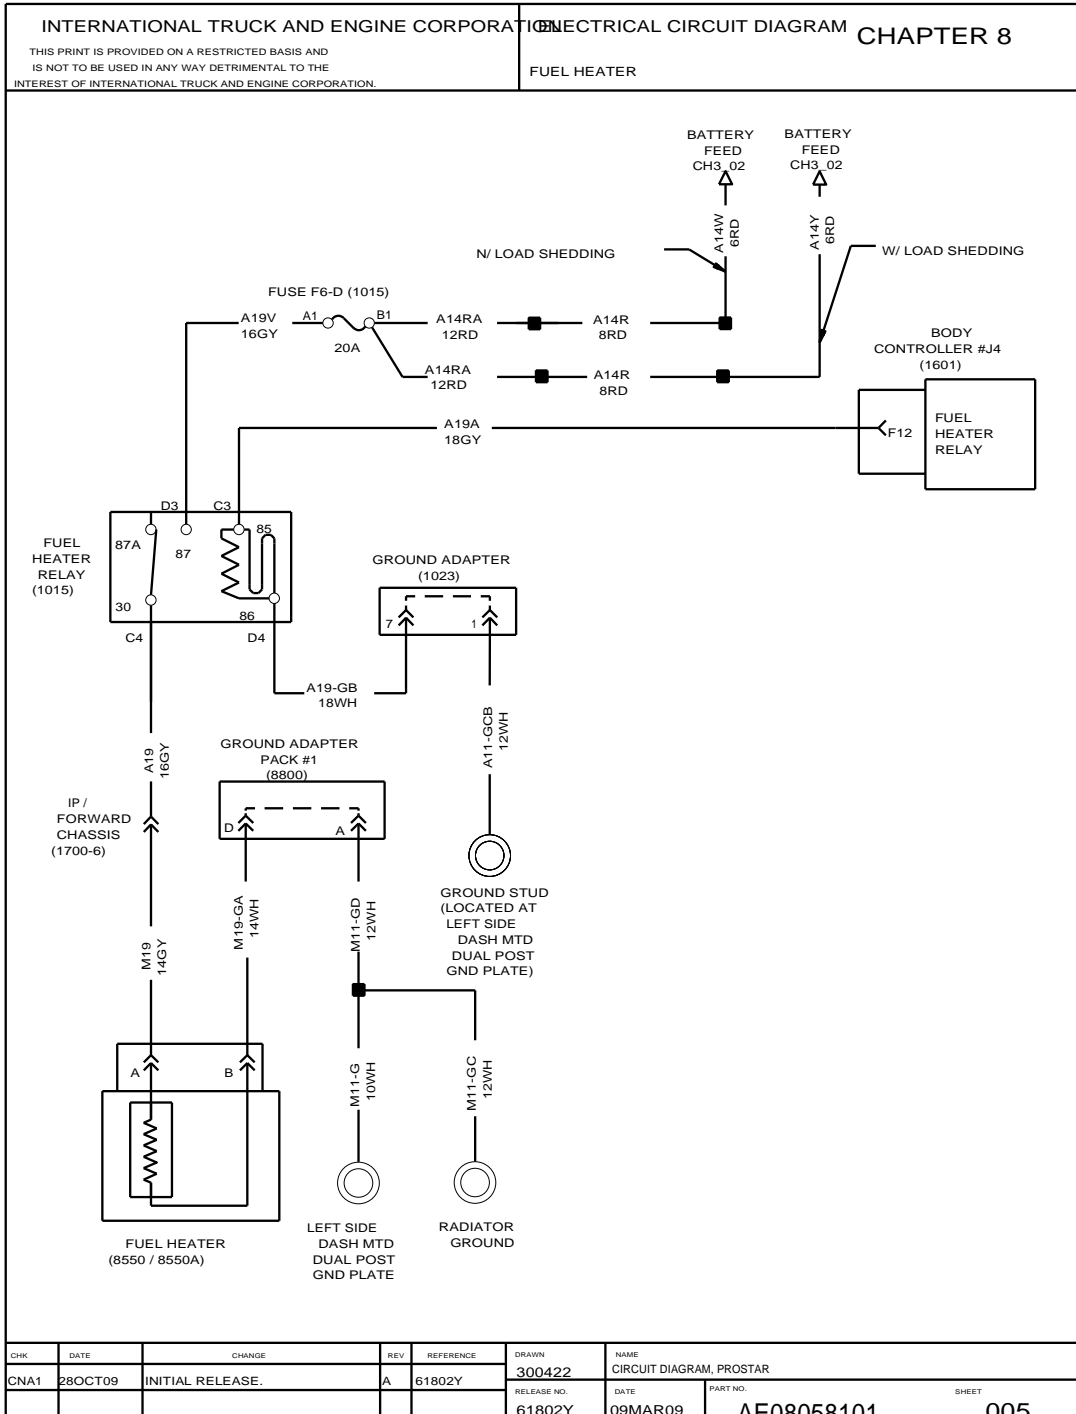 INTERNATIONAL TRUCK AND ENGINE CORPORATION
THIS PRINT IS PROVIDED ON A RESTRICTED BASIS AND
IS NOT TO BE USED IN ANY WAY DETRIMENTAL TO THE
INTEREST OF INTERNATIONAL TRUCK AND ENGINE CORPORATION.
ELECTRICAL CIRCUIT DIAGRAM
CHAPTER 8
FUEL HEATER
BATTERY
FEED
CH3_02
BATTERY
FEED
CH3_02
A14W
6RD
A14Y
6RD
N/ LOAD SHEDDING
W/ LOAD SHEDDING
FUSE F6-D (1015)
A19V
16GY
A1
B1
20A
A14RA
12RD
A14R
8RD
A14RA
12RD
A14R
8RD
BODY
CONTROLLER #J4
(1601)
A19A
18GY
F12
FUEL
HEATER
RELAY
D3
C3
87A
87
85
30
86
FUEL
HEATER
RELAY
(1015)
C4
D4
GROUND ADAPTER
(1023)
7
1
A19-GB
18WH
A11-GCB
12WH
A19
16GY
GROUND ADAPTER
PACK #1
(8800)
D
A
IP /
FORWARD
CHASSIS
(1700-6)
GROUND STUD
(LOCATED AT
LEFT SIDE
DASH MTD
DUAL POST
GND PLATE)
M19
14GY
M19-GA
14WH
M11-GD
12WH
A
B
M11-G
10WH
M11-GC
12WH
FUEL HEATER
(8550 / 8550A)
LEFT SIDE
DASH MTD
DUAL POST
GND PLATE
RADIATOR
GROUND
CHK DATE CHANGE REV REFERENCE
CNA1 28OCT09 INITIAL RELEASE. A 61802Y
DRAWN
300422
NAME
CIRCUIT DIAGRAM, PROSTAR
RELEASE NO.
61802Y
DATE
09MAR09
PART NO.
AE08058101
SHEET
005